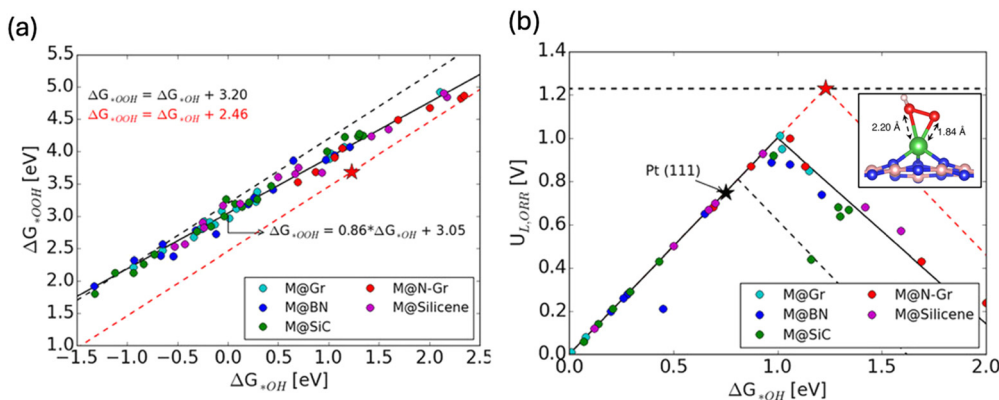 (a)
5.5
5.0
4.5
4.0
3.5
3.0
2.5
2.0
1.5
1.0
ΔG*OOH [eV]
ΔG*OOH = ΔG*OH + 3.20
ΔG*OOH = ΔG*OH + 2.46
ΔG*OOH = 0.86*ΔG*OH + 3.05
M@Gr
M@BN
M@SiC
M@N-Gr
M@Silicene
−1.5 −1.0 −0.5 0.0 0.5 1.0 1.5 2.0 2.5
ΔG*OH [eV]
(b)
1.4
1.2
1.0
0.8
0.6
0.4
0.2
0.0
UL,ORR [V]
2.20 Å
1.84 Å
Pt (111)
M@Gr
M@BN
M@SiC
M@N-Gr
M@Silicene
0.0 0.5 1.0 1.5 2.0
ΔG*OH [eV]